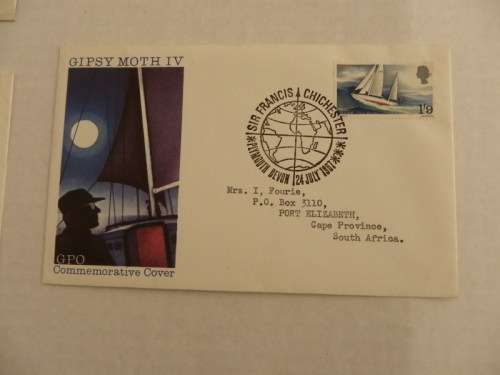 GIPSY MOTH IV
GPO
Commemorative Cover
SIR FRANCIS CHICHESTER
PLYMOUTH DEVON 24 JULY 1967
1/9
Mrs. I, Fourie,
P.O. Box 3110,
PORT ELIZABETH,
Cape Province,
South Africa.